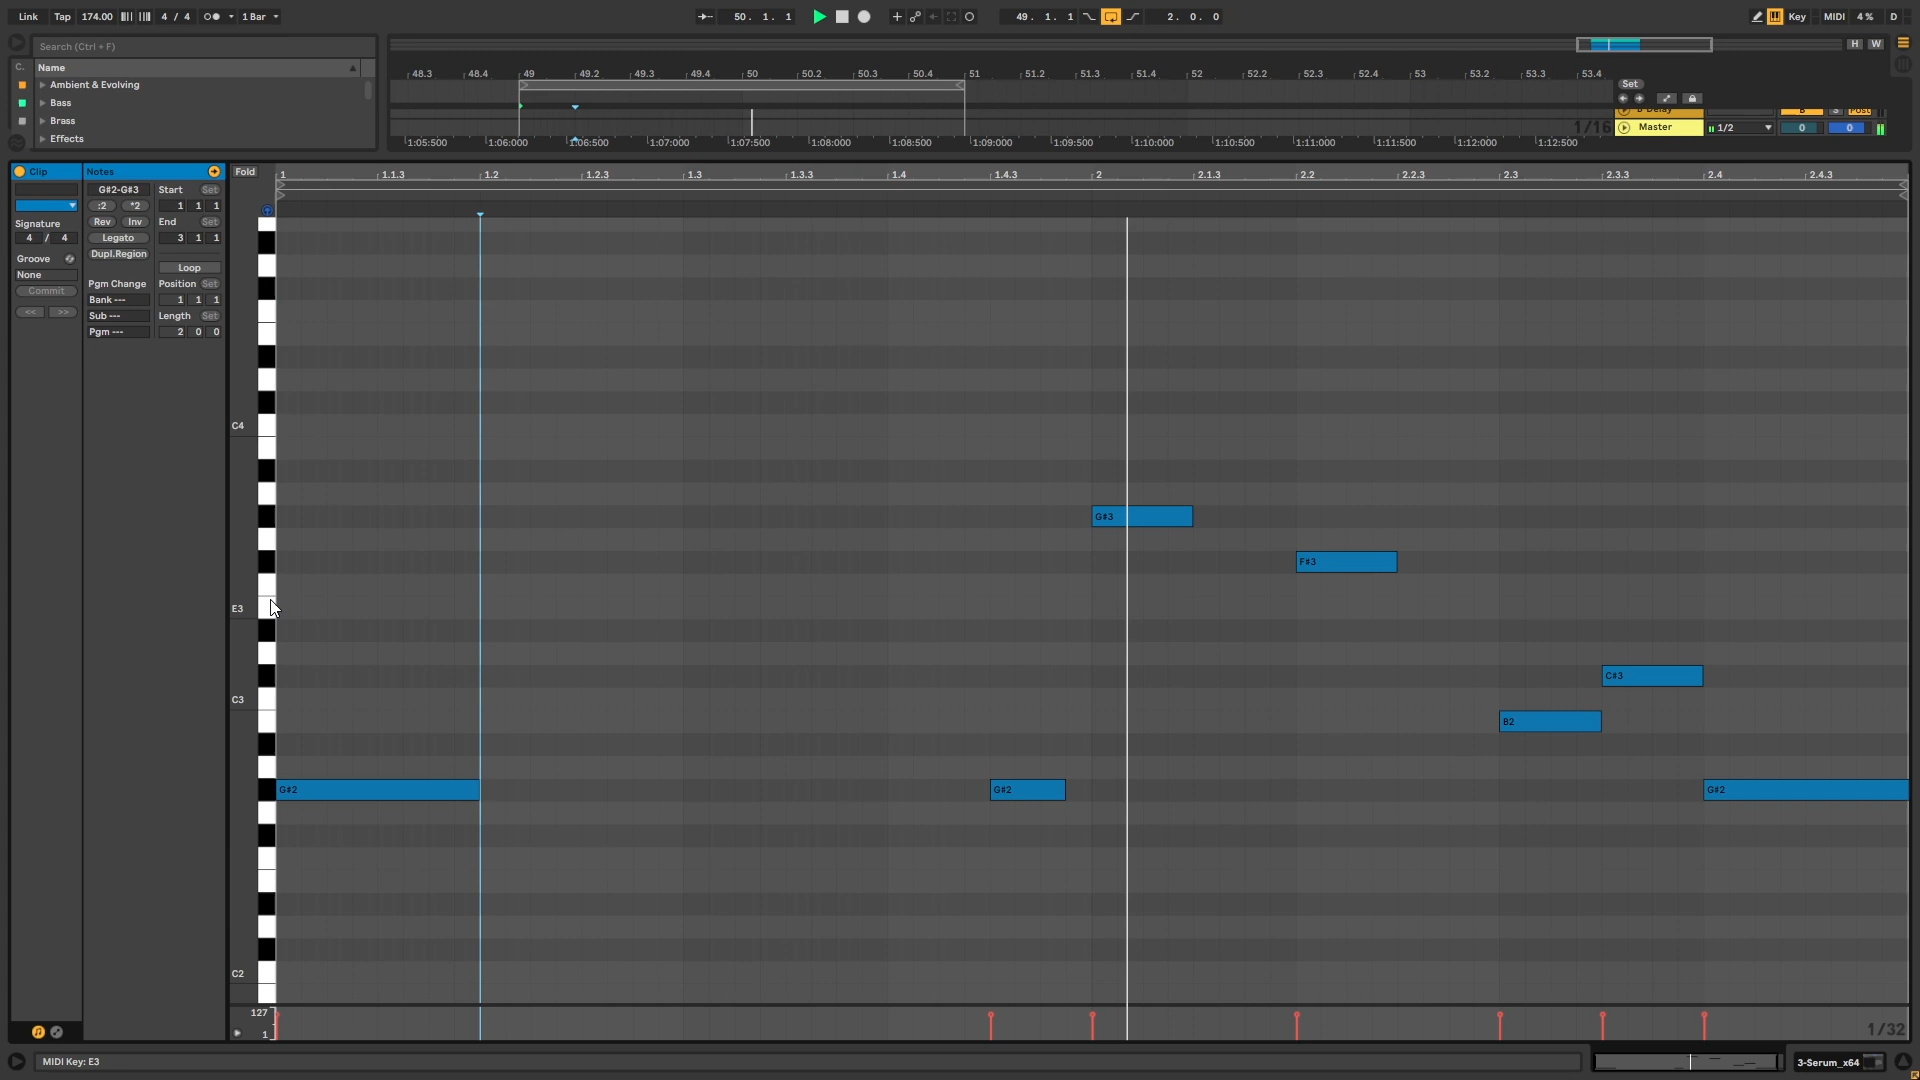 Link Tap 174.00 4 / 4 1 Bar 50. 1. 1 49. 1. 1 2. 0. 0 Key MIDI 4 % D
Search (Ctrl + F)
H W
C. Name
Ambient & Evolving
Bass
Brass
Effects
48.3 48.4 49 49.2 49.3 49.4 50 50.2 50.3 50.4 51 51.2 51.3 51.4 52 52.2 52.3 52.4 53 53.2 53.3 53.4
Set
B Delay B S Post
1/16 Master 1/2 0 0
1:05:500 1:06:000 1:06:500 1:07:000 1:07:500 1:08:000 1:08:500 1:09:000 1:09:500 1:10:000 1:10:500 1:11:000 1:11:500 1:12:000 1:12:500
Clip Notes Fold
1 1.1.3 1.2 1.2.3 1.3 1.3.3 1.4 1.4.3 2 2.1.3 2.2 2.2.3 2.3 2.3.3 2.4 2.4.3
G#2-G#3 Start Set
:2 *2 1 1 1
Signature Rev Inv End Set
4 / 4 Legato 3 1 1
Groove Dupl.Region
None Loop
Commit Pgm Change Position Set
Bank --- 1 1 1
<< >> Sub --- Length Set
Pgm --- 2 0 0
C4
G#3
F#3
E3
C#3
C3
B2
G#2 G#2 G#2
C2
127
1
1/32
MIDI Key: E3
3-Serum_x64